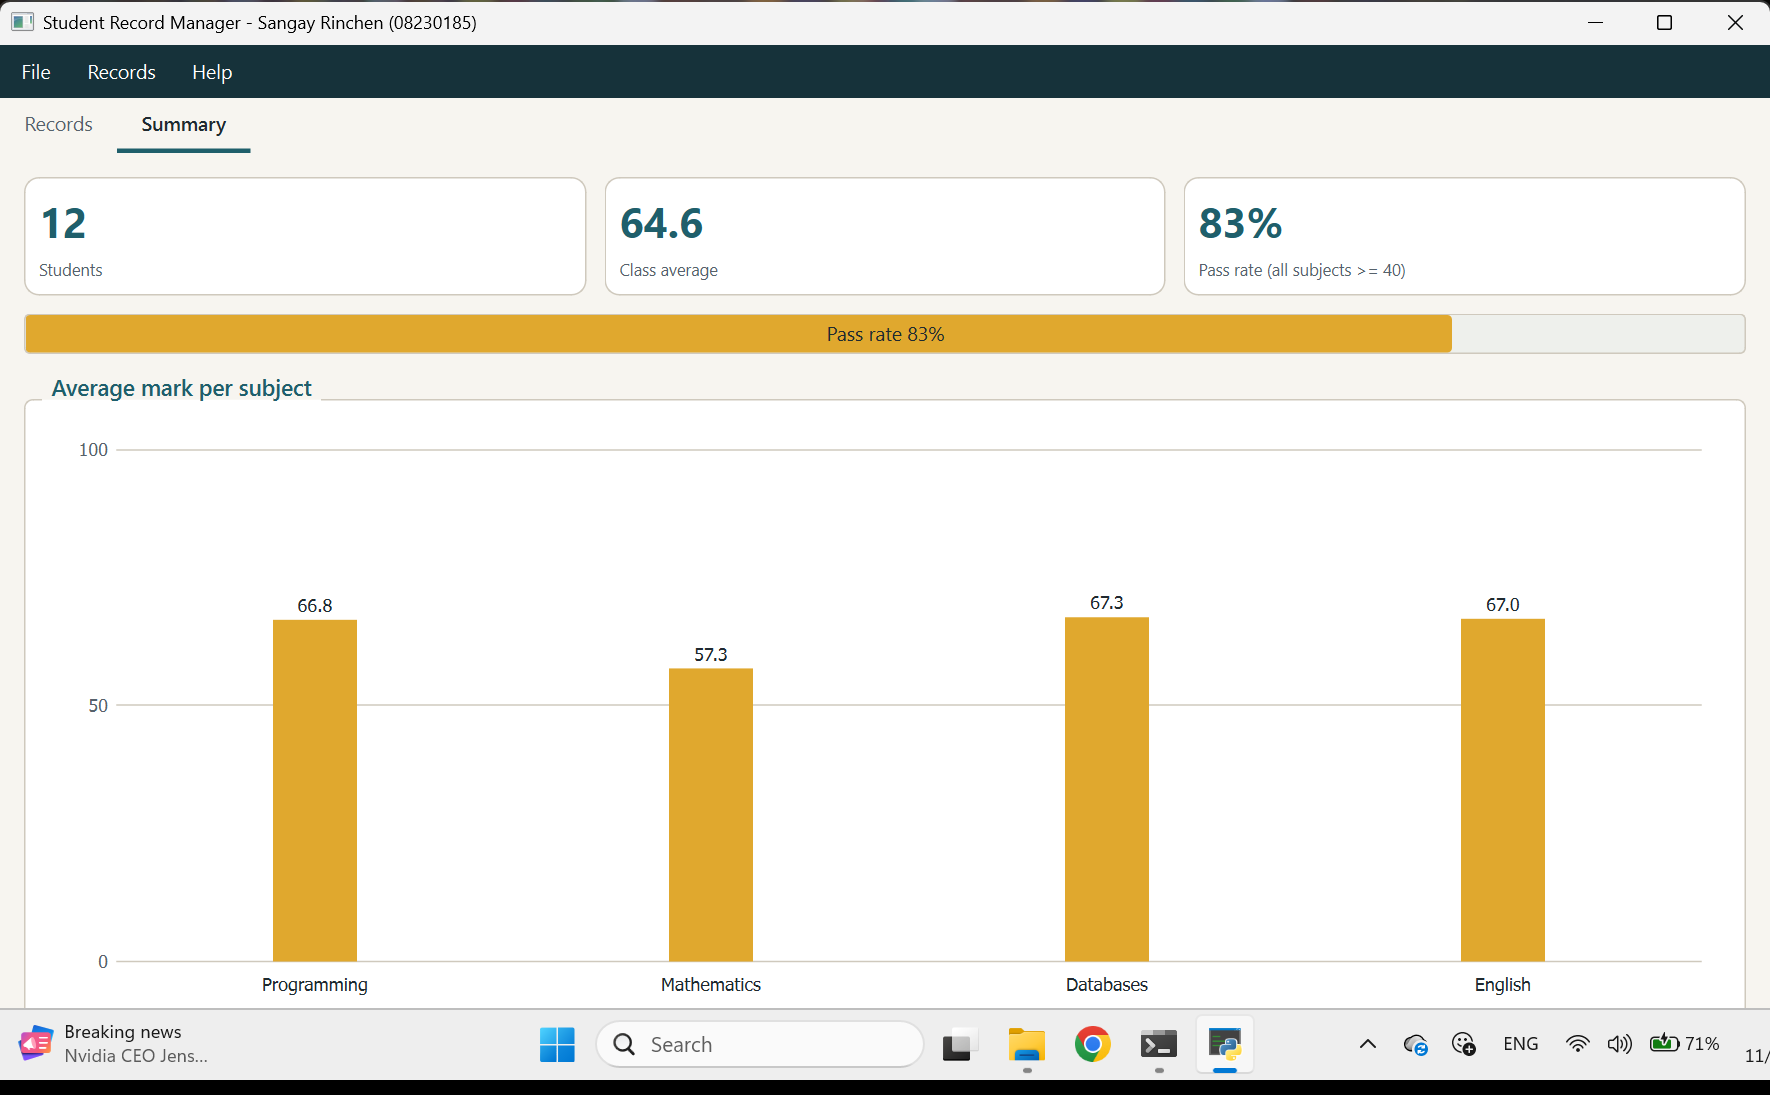 Student Record Manager - Sangay Rinchen (08230185)
File Records Help
Records Summary
12
Students
64.6
Class average
83%
Pass rate (all subjects >= 40)
Pass rate 83%
Average mark per subject
100
50
0
66.8
57.3
67.3
67.0
Programming
Mathematics
Databases
English
Breaking news
Nvidia CEO Jens...
Search
ENG
71%
11/